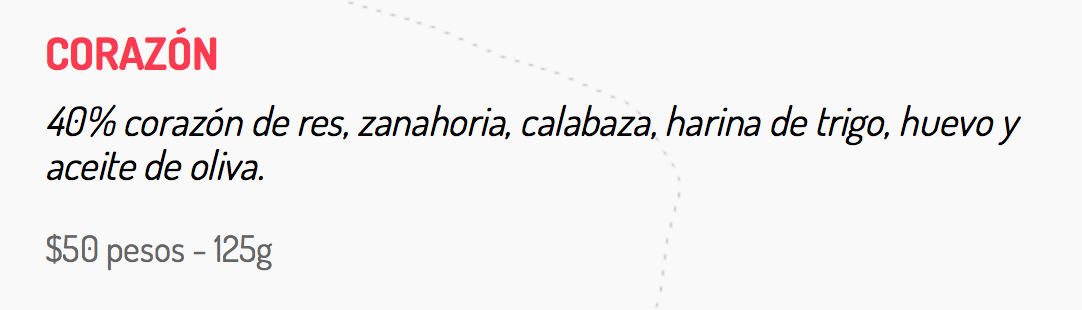 CORAZÓN
40% corazón de res, zanahoria, calabaza, harina de trigo, huevo y
aceite de oliva.
$50 pesos – 125g